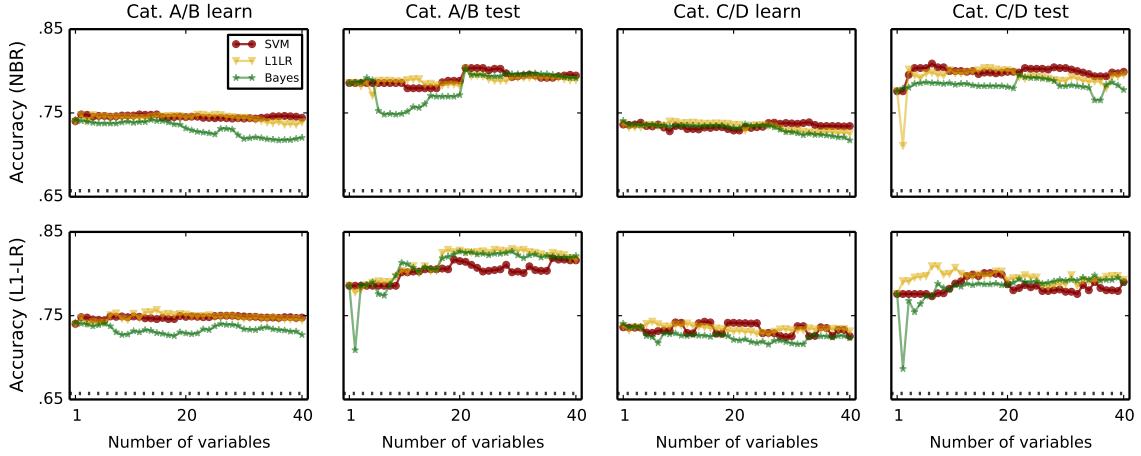 Cat. A/B learn
Cat. A/B test
Cat. C/D learn
Cat. C/D test
Accuracy (NBR)
.85
.75
.65
SVM
L1LR
Bayes
Accuracy (L1-LR)
.85
.75
.65
1 20 40
1 20 40
1 20 40
1 20 40
Number of variables
Number of variables
Number of variables
Number of variables